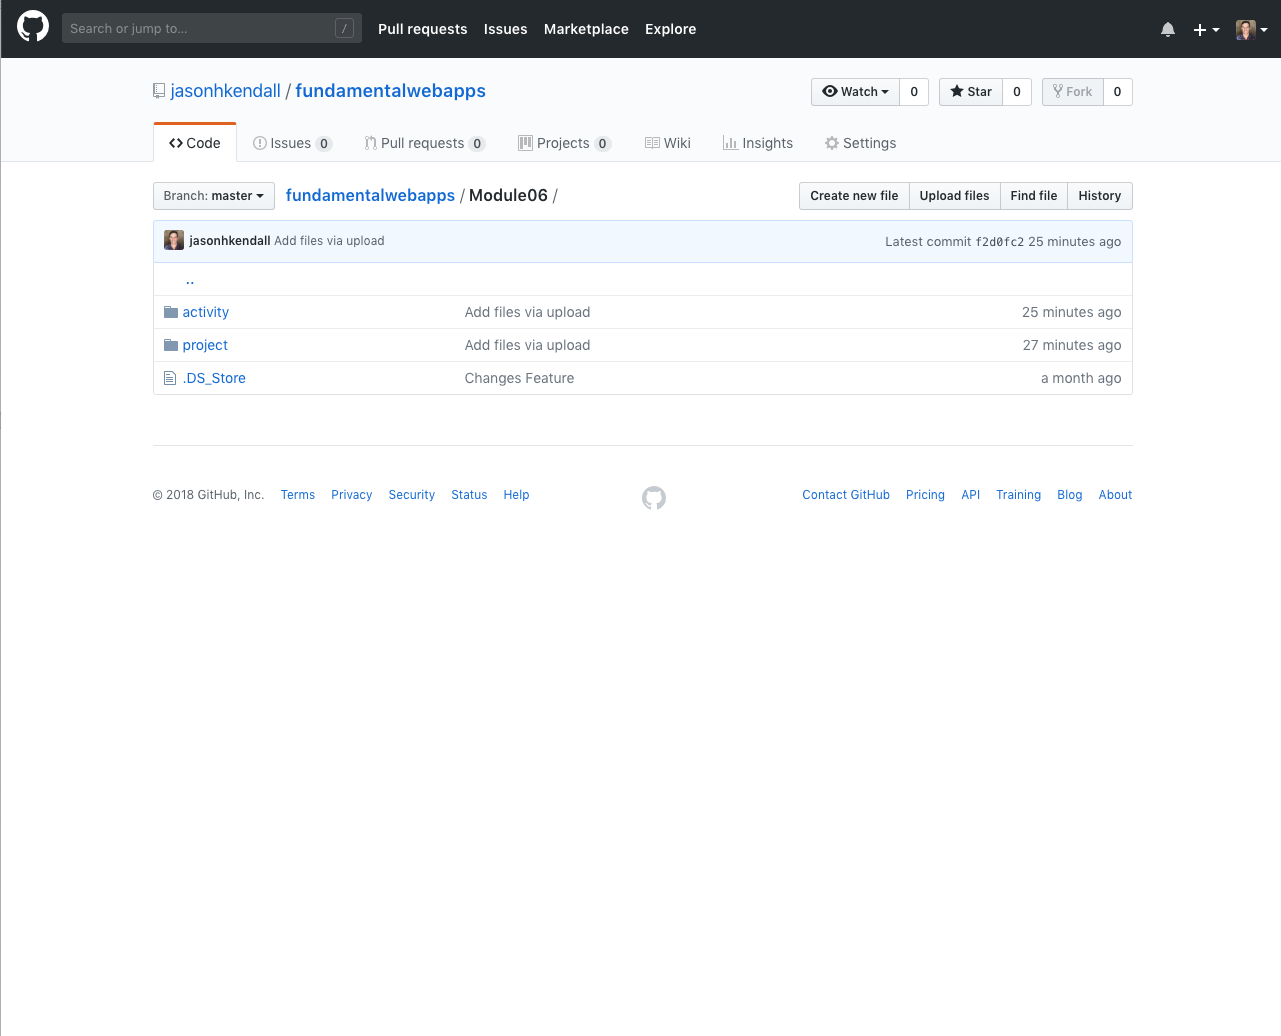 Search or jump to... / Pull requests Issues Marketplace Explore
jasonhkendall / fundamentalwebapps Watch 0 Star 0 Fork 0
Code Issues 0 Pull requests 0 Projects 0 Wiki Insights Settings
Branch: master fundamentalwebapps / Module06 / Create new file Upload files Find file History
jasonhkendall Add files via upload Latest commit f2d0fc2 25 minutes ago
..
activity Add files via upload 25 minutes ago
project Add files via upload 27 minutes ago
.DS_Store Changes Feature a month ago
© 2018 GitHub, Inc. Terms Privacy Security Status Help Contact GitHub Pricing API Training Blog About